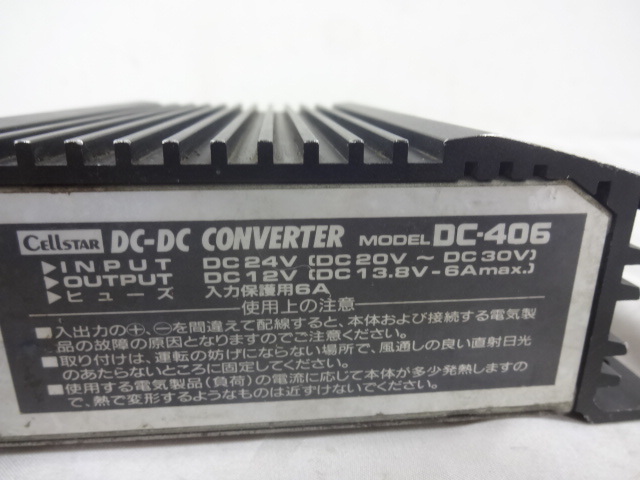 CELLSTAR DC-DC CONVERTER MODEL DC-406
▶INPUT DC24V (DC20V ～ DC30V)
▶OUTPUT DC12V (DC13.8V-6Amax.)
▶ヒューズ 入力保護用6A
使用上の注意
■入出力の⊕、⊖を間違えて配線すると、本体および接続する電気製
品の故障の原因となりますのでご注意ください。
■取り付けは、運転の妨げにならない場所で、風通しの良い直射日光
のあたらないところに固定してください。
■使用する電気製品(負荷)の電流に応じて本体が多少発熱しますの
で、熱で変形するようなものは近ずけないでください。